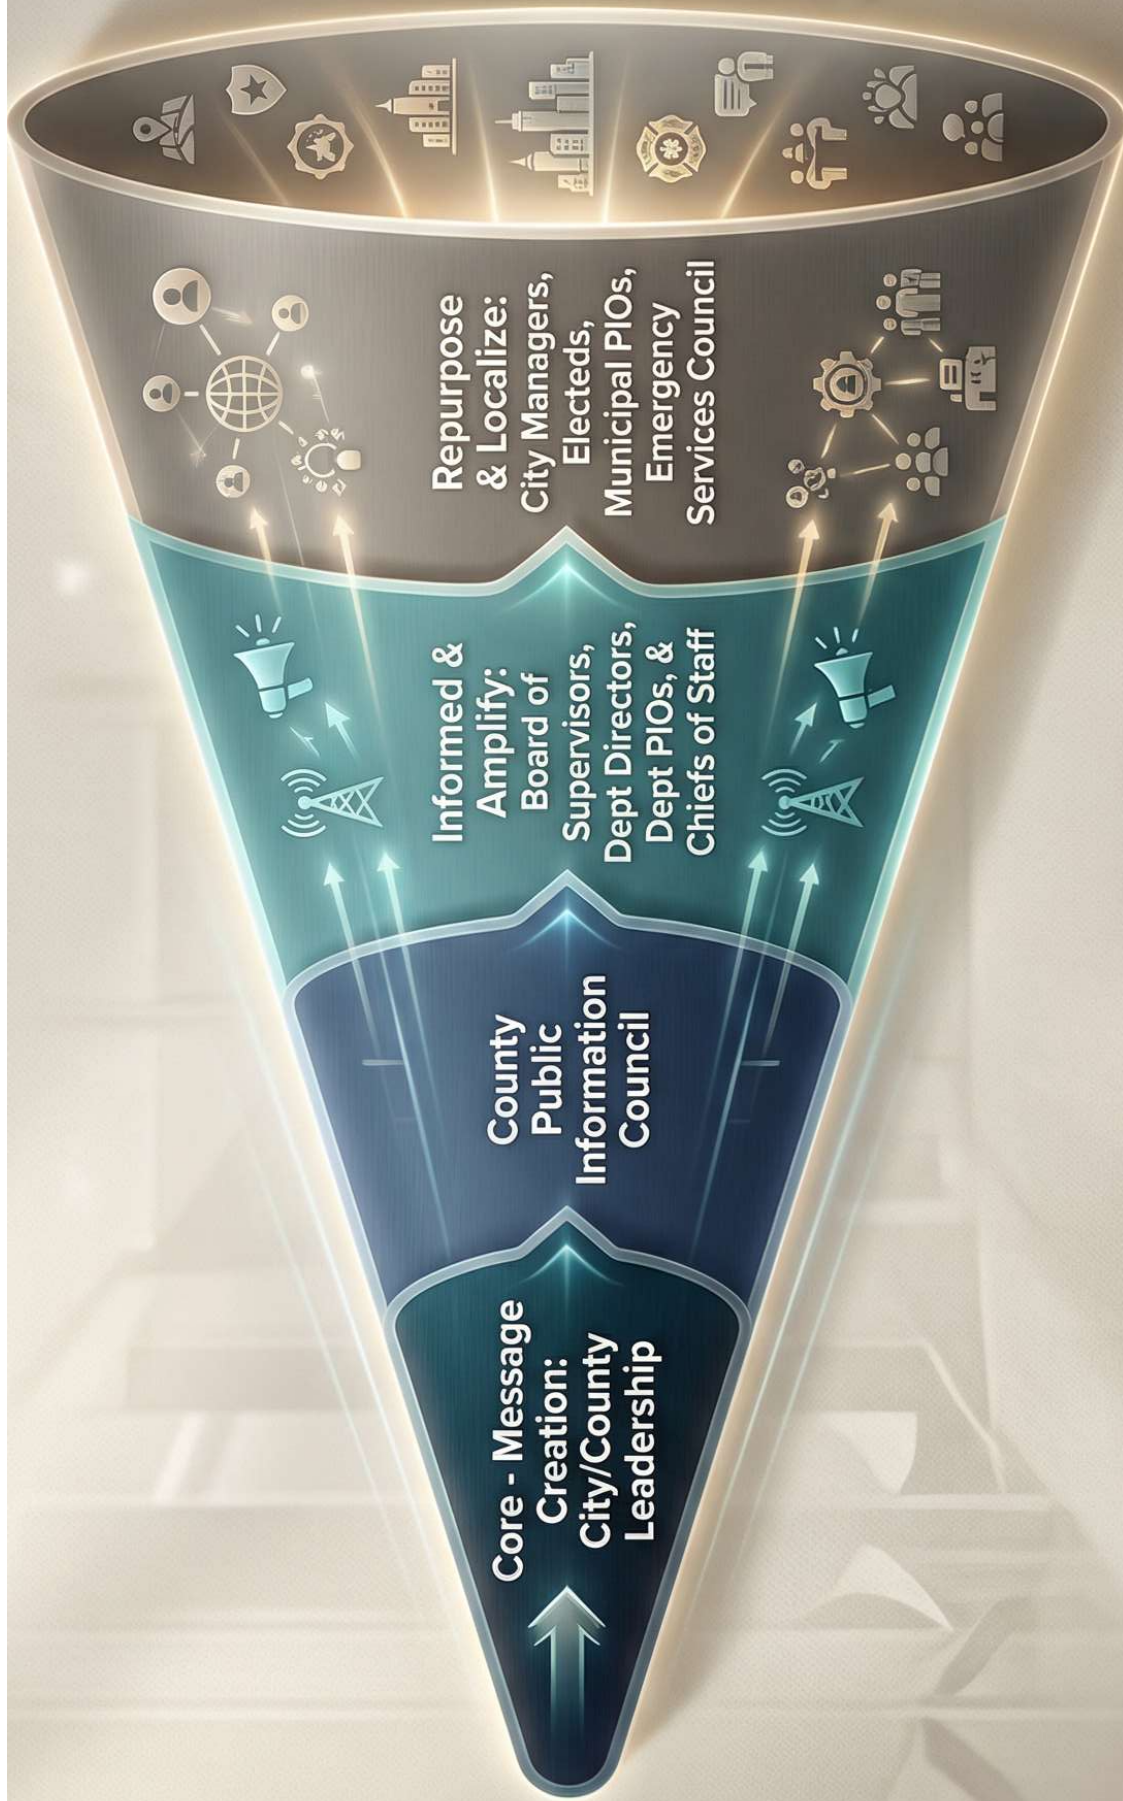 Core - Message
Creation:
City/County
Leadership
County
Public
Information
Council
Informed &
Amplify:
Board of
Supervisors,
Dept Directors,
Dept PIOs, &
Chiefs of Staff
Repurpose
& Localize:
City Managers,
Electeds,
Municipal PIOs,
Emergency
Services Council